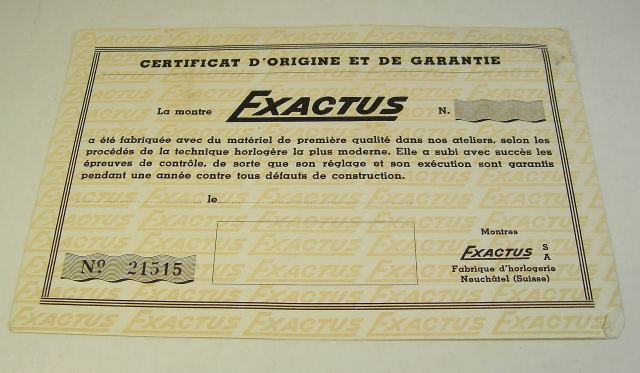 CERTIFICAT D'ORIGINE ET DE GARANTIE
La montre EXACTUS N.
a été fabriquée avec du matériel de première qualité dans nos ateliers, selon les
procédés de la technique horlogère la plus moderne. Elle a subi avec succès les
épreuves de contrôle, de sorte que son réglage et son exécution sont garantis
pendant une année contre tous défauts de construction.
le
Montres
EXACTUS S A
Fabrique d'horlogerie
Neuchâtel (Suisse)
No 21515